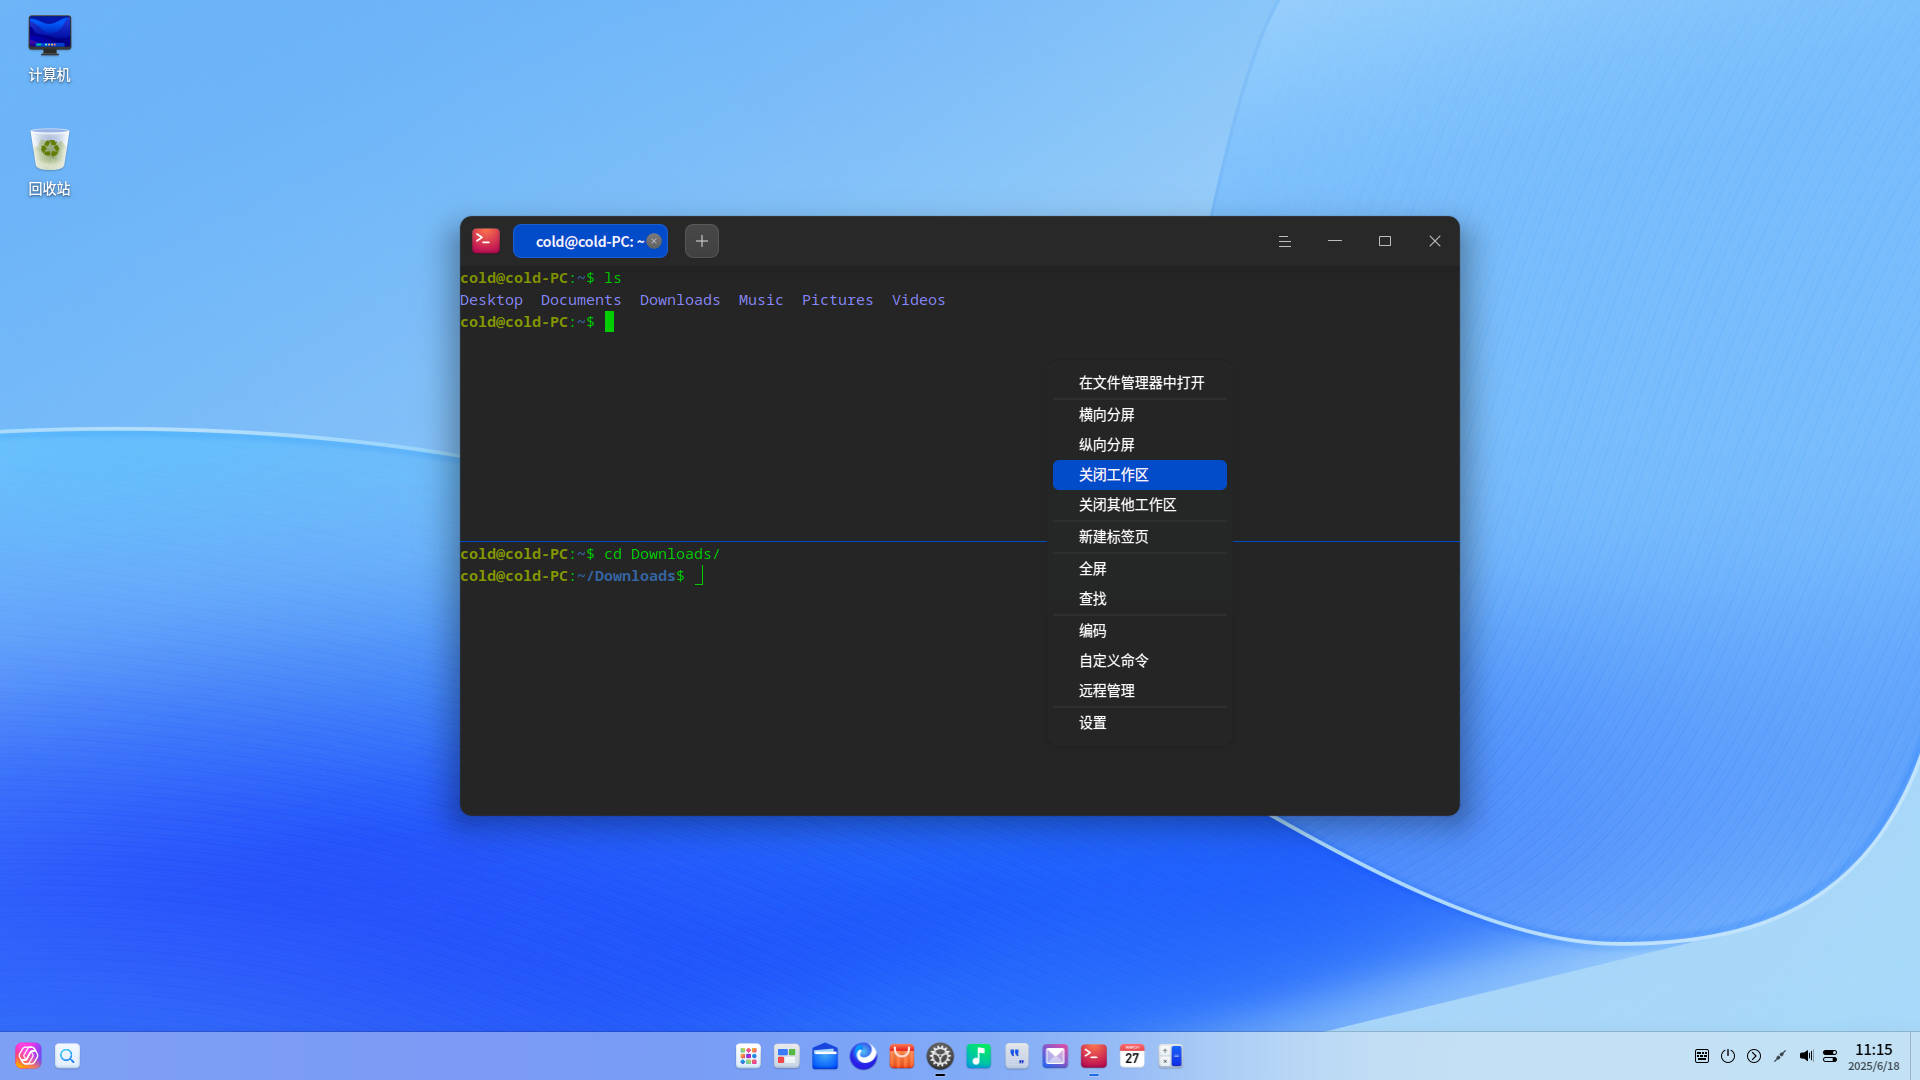 计算机
回收站
cold@cold-PC: ~
cold@cold-PC:~$ ls
Desktop  Documents  Downloads  Music  Pictures  Videos
cold@cold-PC:~$
在文件管理器中打开
横向分屏
纵向分屏
关闭工作区
关闭其他工作区
新建标签页
全屏
查找
编码
自定义命令
远程管理
设置
cold@cold-PC:~$ cd Downloads/
cold@cold-PC:~/Downloads$
27
11:15
2025/6/18